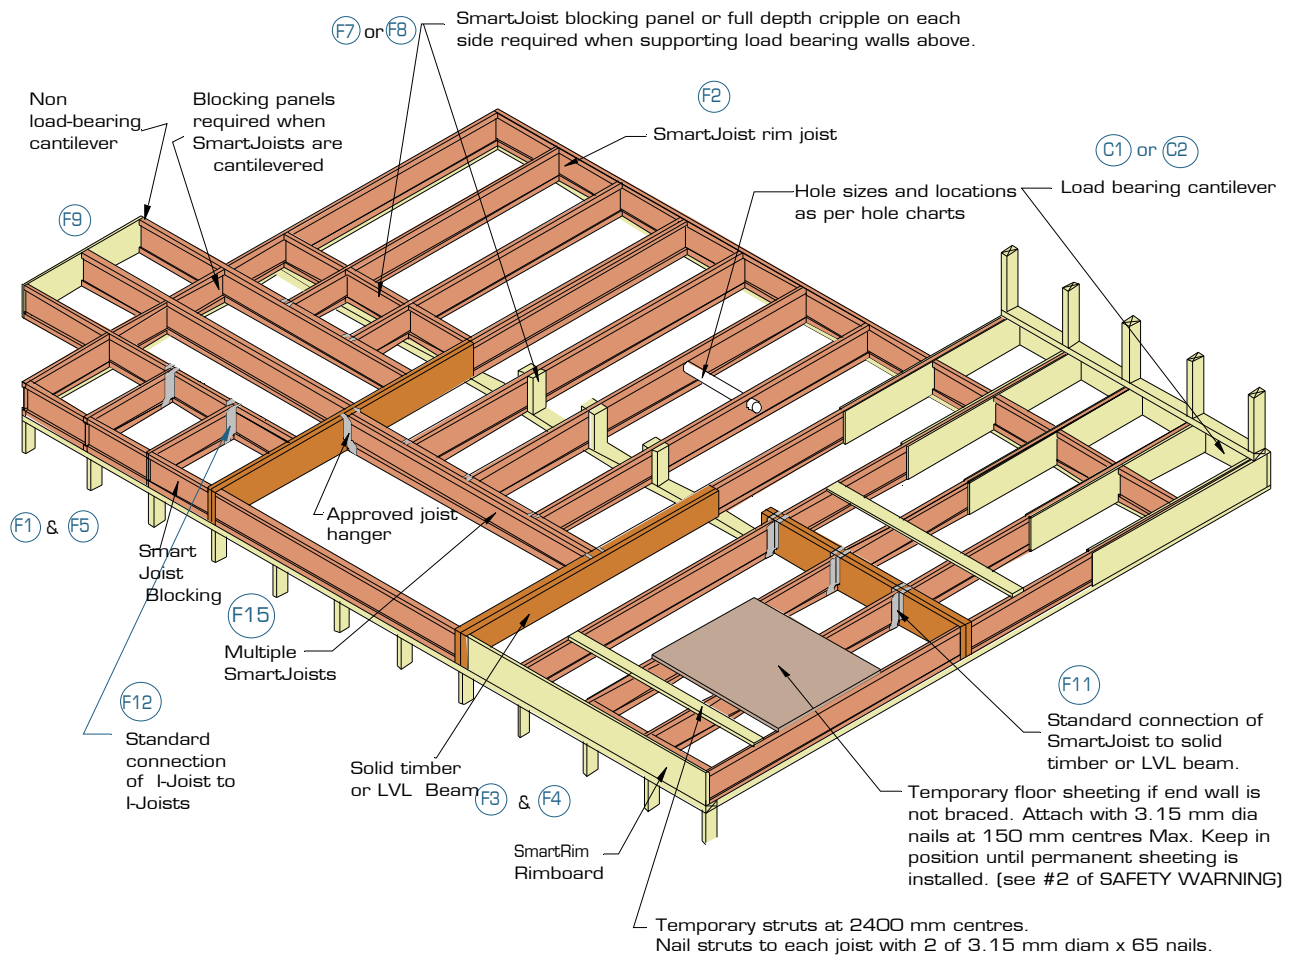 F7 or F8
SmartJoist blocking panel or full depth cripple on each
side required when supporting load bearing walls above.
Non
load-bearing
cantilever
Blocking panels
required when
SmartJoists are
cantilevered
F2
SmartJoist rim joist
C1 or C2
Load bearing cantilever
Hole sizes and locations
as per hole charts
F9
F1 & F5
Smart
Joist
Blocking
Approved joist
hanger
F15
Multiple
SmartJoists
F12
Standard
connection
of I-Joist to
I-Joists
Solid timber
or LVL Beam
F3 & F4
SmartRim
Rimboard
F11
Standard connection of
SmartJoist to solid
timber or LVL beam.
Temporary floor sheeting if end wall is
not braced. Attach with 3.15 mm dia
nails at 150 mm centres Max. Keep in
position until permanent sheeting is
installed. (see #2 of SAFETY WARNING)
Temporary struts at 2400 mm centres.
Nail struts to each joist with 2 of 3.15 mm diam x 65 nails.